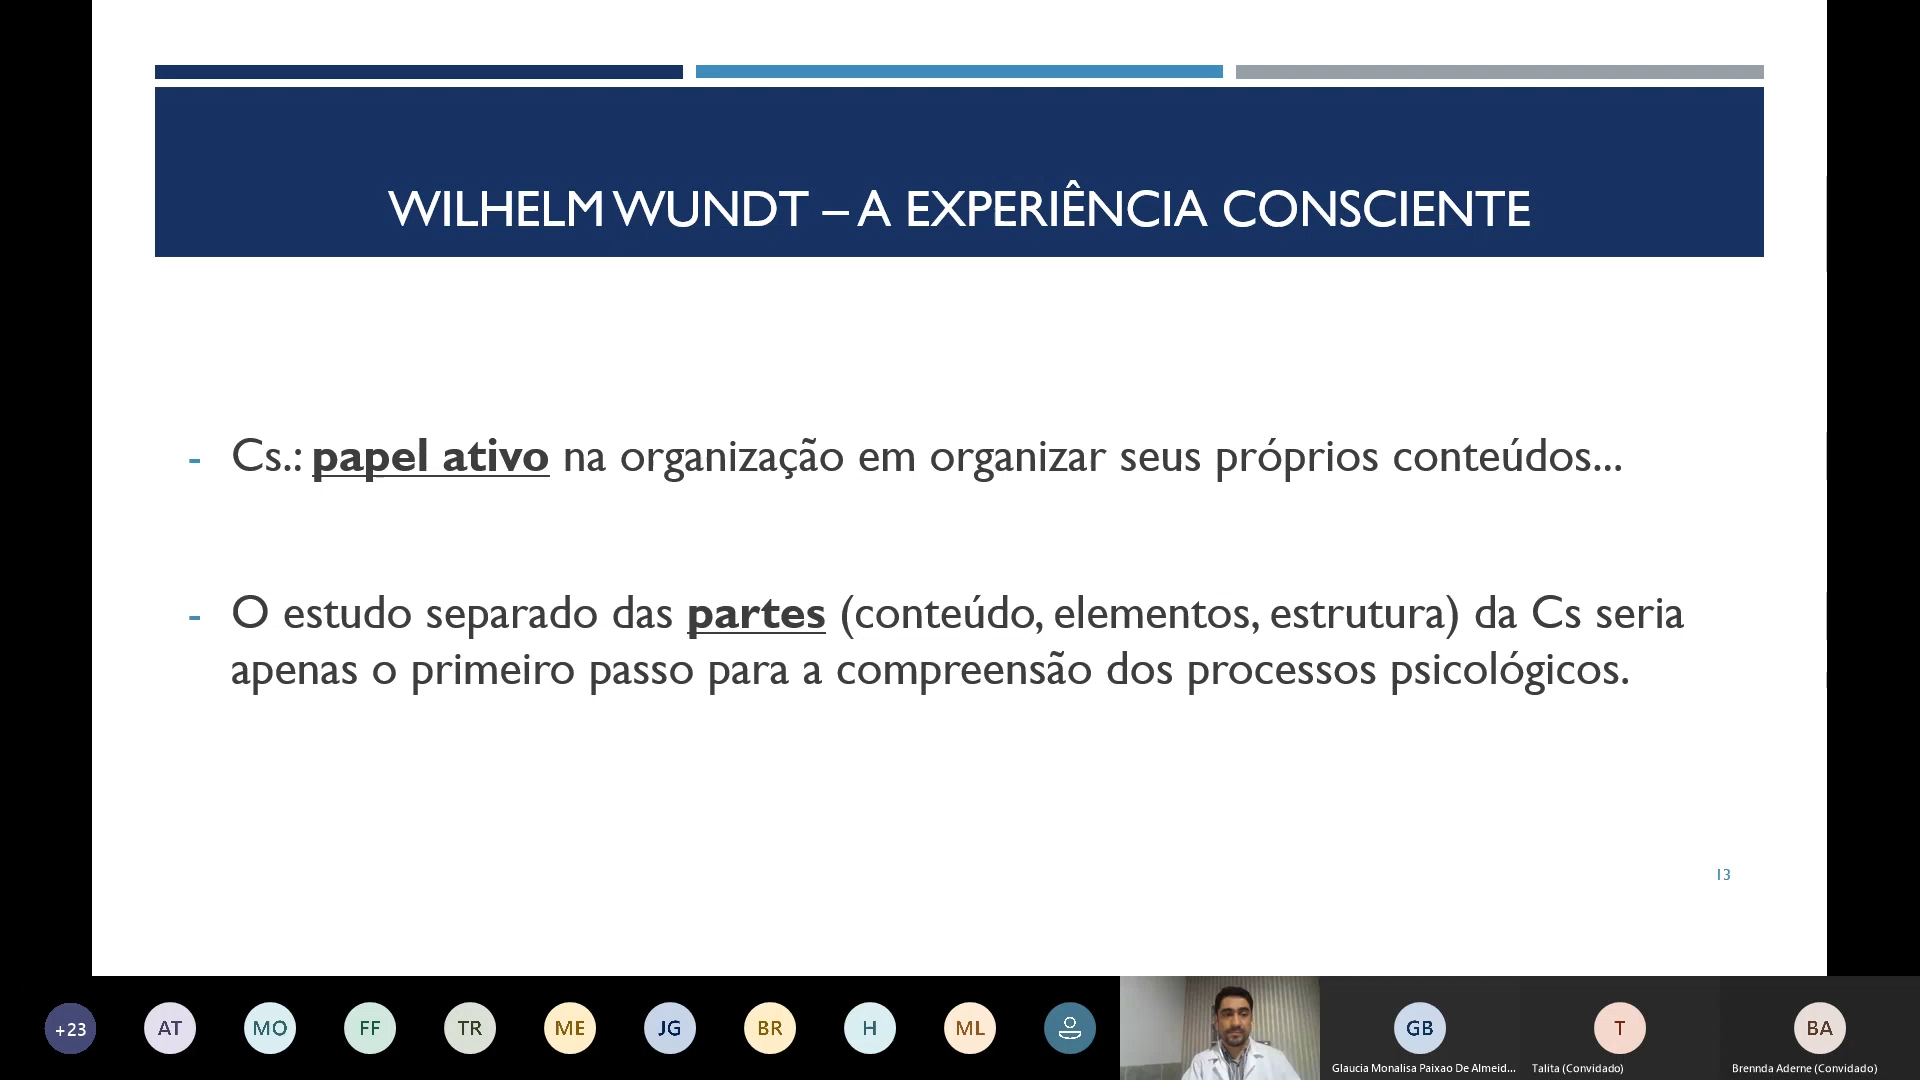 WILHELM WUNDT – A EXPERIÊNCIA CONSCIENTE
- Cs.: papel ativo na organização em organizar seus próprios conteúdos...
- O estudo separado das partes (conteúdo, elementos, estrutura) da Cs seria
apenas o primeiro passo para a compreensão dos processos psicológicos.
13
+23 AT MO FF TR ME JG BR H ML GB T BA
Glaucia Monalisa Paixao De Almeid... Talita (Convidado) Brennda Aderne (Convidado)